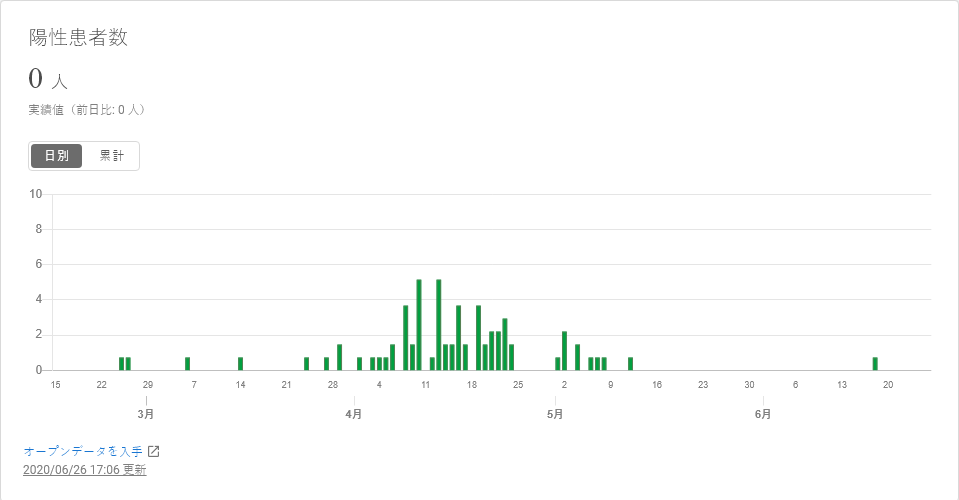 陽性患者数
0 人
実績値（前日比: 0 人）
日別 累計
10
8
6
4
2
0
15 22 29 7 14 21 28 4 11 18 25 2 9 16 23 30 6 13 20
3月 4月 5月 6月
オープンデータを入手
2020/06/26 17:06 更新